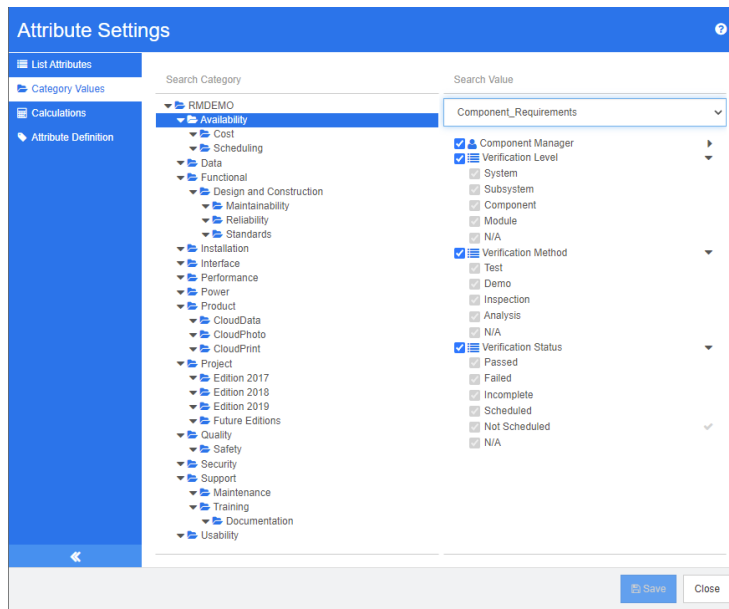 Attribute Settings
List Attributes
Category Values
Calculations
Attribute Definition
Search Category
RMDEMO
Availability
Cost
Scheduling
Data
Functional
Design and Construction
Maintainability
Reliability
Standards
Installation
Interface
Performance
Power
Product
CloudData
CloudPhoto
CloudPrint
Project
Edition 2017
Edition 2018
Edition 2019
Future Editions
Quality
Safety
Security
Support
Maintenance
Training
Documentation
Usability
Search Value
Component_Requirements
Component Manager
Verification Level
System
Subsystem
Component
Module
N/A
Verification Method
Test
Demo
Inspection
Analysis
N/A
Verification Status
Passed
Failed
Incomplete
Scheduled
Not Scheduled
N/A
Save
Close